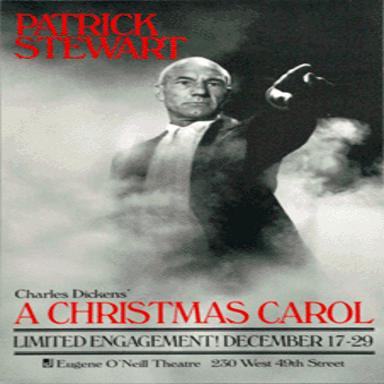 PATRICK
STEWART
Charles Dickens'
A CHRISTMAS CAROL
LIMITED ENGAGEMENT! DECEMBER 17-29
Eugene O'Neill Theatre 230 West 49th Street